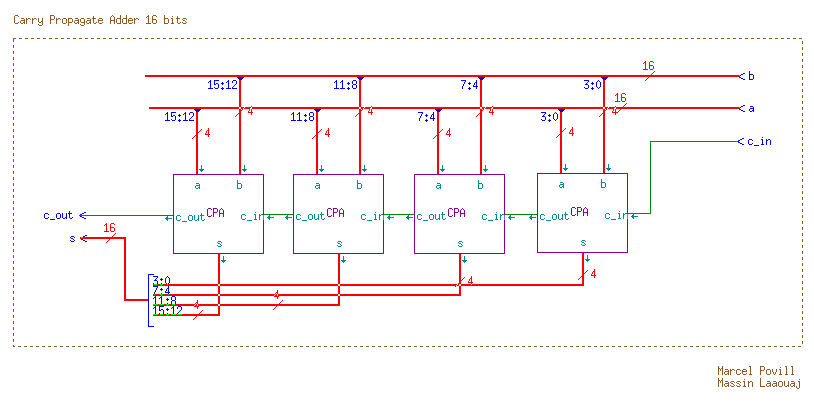 Carry Propagate Adder 16 bits
16
b
15:12 11:8 7:4 3:0
16
a
15:12 4 11:8 4 7:4 4 3:0 4
4 4 4 4
c_in
a b a b a b a b
c_out CPA c_in c_out CPA c_in c_out CPA c_in c_out CPA c_in
c_out
s 16
s s s s
3:0 4
7:4 4 4
11:8 4
15:12
Marcel Povill
Massin Laaouaj